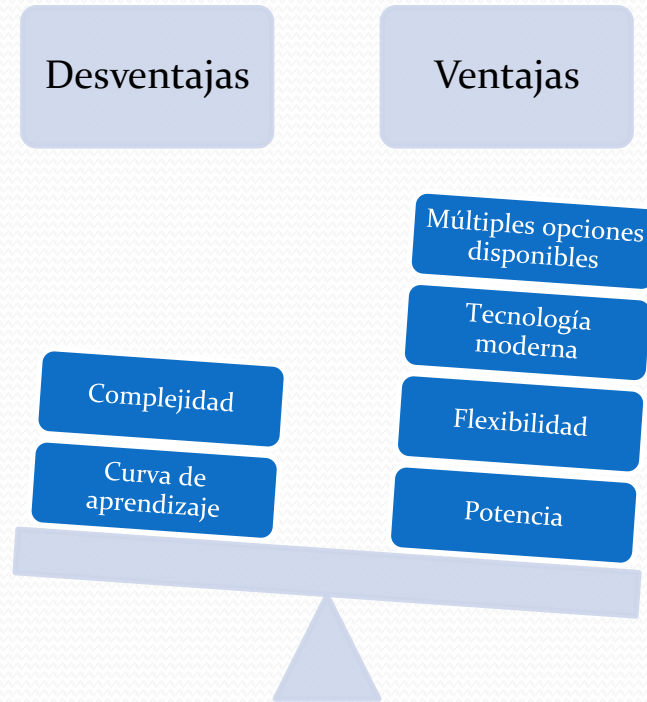 Desventajas
Ventajas
Múltiples opciones
disponibles
Tecnología
moderna
Complejidad
Flexibilidad
Curva de
aprendizaje
Potencia